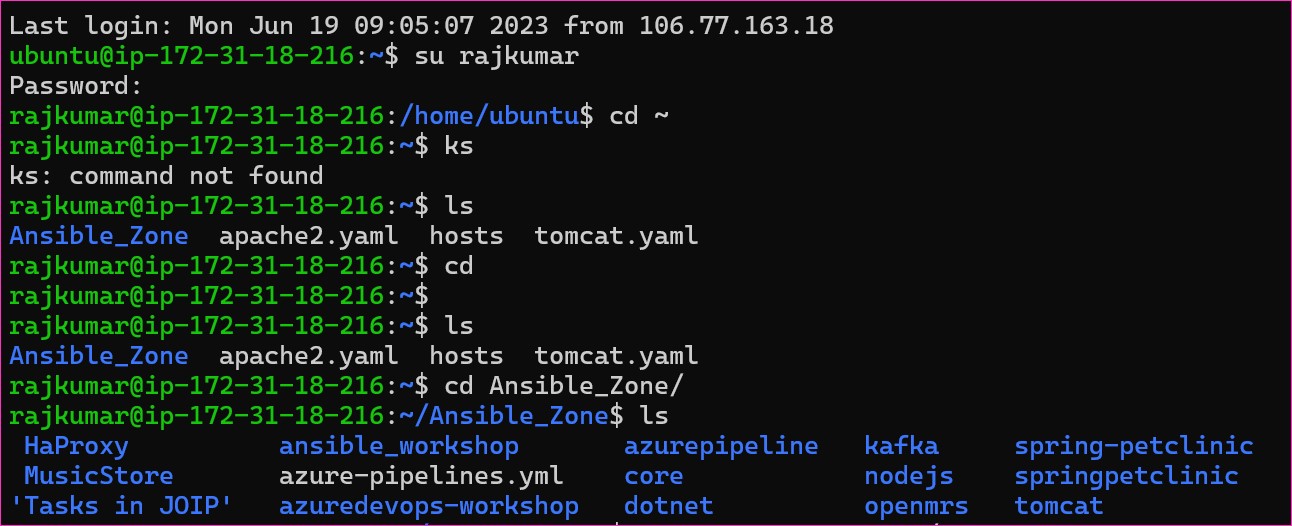 Last login: Mon Jun 19 09:05:07 2023 from 106.77.163.18
ubuntu@ip-172-31-18-216:~$ su rajkumar
Password:
rajkumar@ip-172-31-18-216:/home/ubuntu$ cd ~
rajkumar@ip-172-31-18-216:~$ ks
ks: command not found
rajkumar@ip-172-31-18-216:~$ ls
Ansible_Zone  apache2.yaml  hosts  tomcat.yaml
rajkumar@ip-172-31-18-216:~$ cd
rajkumar@ip-172-31-18-216:~$
rajkumar@ip-172-31-18-216:~$ ls
Ansible_Zone  apache2.yaml  hosts  tomcat.yaml
rajkumar@ip-172-31-18-216:~$ cd Ansible_Zone/
rajkumar@ip-172-31-18-216:~/Ansible_Zone$ ls
 HaProxy          ansible_workshop       azurepipeline   kafka     spring-petclinic
 MusicStore       azure-pipelines.yml    core            nodejs    springpetclinic
'Tasks in JOIP'   azuredevops-workshop   dotnet          openmrs   tomcat